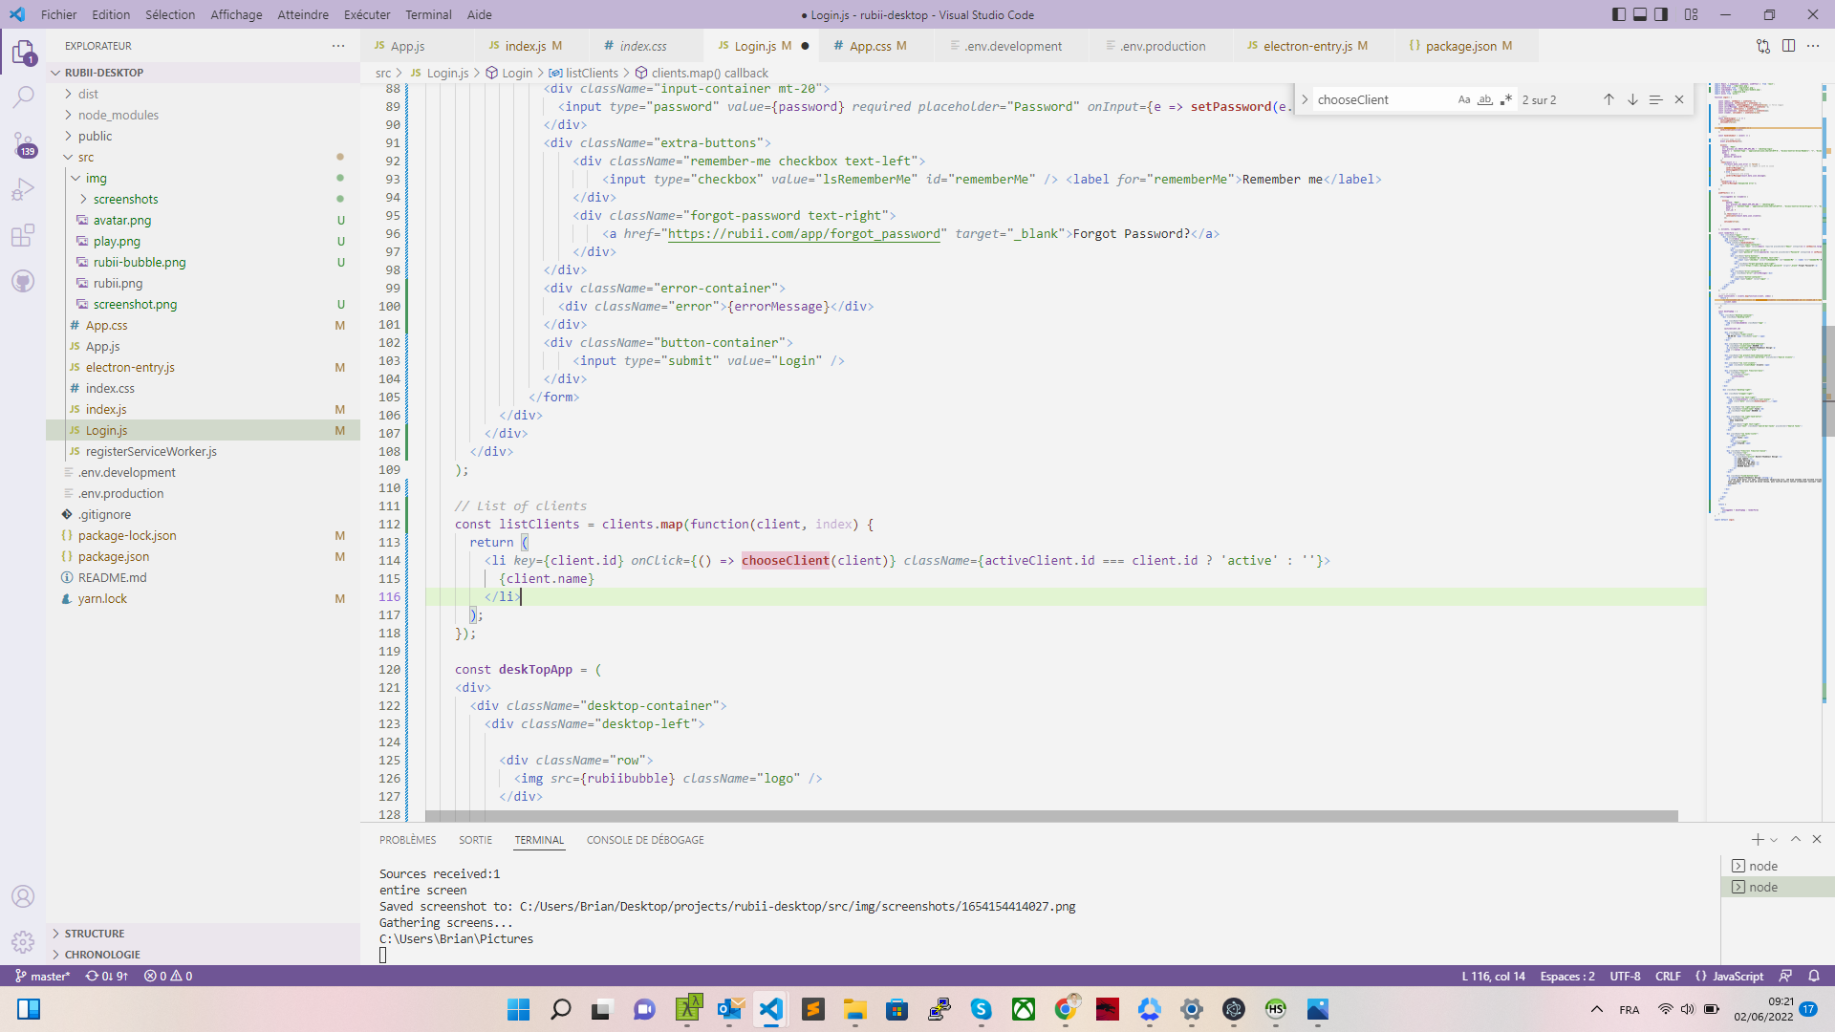 Fichier Edition Sélection Affichage Atteindre Exécuter Terminal Aide ● Login.js - rubii-desktop - Visual Studio Code
EXPLORATEUR ···
JS App.js JS index.js M # index.css JS Login.js M ● # App.css M .env.development .env.production JS electron-entry.js M {} package.json M
src > JS Login.js > Login > listClients > clients.map() callback
RUBII-DESKTOP
dist
node_modules
public
src
img
screenshots
avatar.png U
play.png U
rubii-bubble.png U
rubii.png
screenshot.png U
# App.css M
JS App.js
JS electron-entry.js M
# index.css
JS index.js M
JS Login.js M
JS registerServiceWorker.js
.env.development
.env.production
.gitignore
{} package-lock.json M
{} package.json M
README.md
yarn.lock M
STRUCTURE
CHRONOLOGIE
1
139
chooseClient Aa ab .* 2 sur 2
88 <div className="input-container mt-20">
89 <input type="password" value={password} required placeholder="Password" onInput={e => setPassword(e.
90 </div>
91 <div className="extra-buttons">
92 <div className="remember-me checkbox text-left">
93 <input type="checkbox" value="lsRememberMe" id="rememberMe" /> <label for="rememberMe">Remember me</label>
94 </div>
95 <div className="forgot-password text-right">
96 <a href="https://rubii.com/app/forgot_password" target="_blank">Forgot Password?</a>
97 </div>
98 </div>
99 <div className="error-container">
100 <div className="error">{errorMessage}</div>
101 </div>
102 <div className="button-container">
103 <input type="submit" value="Login" />
104 </div>
105 </form>
106 </div>
107 </div>
108 </div>
109 );
110
111 // List of clients
112 const listClients = clients.map(function(client, index) {
113 return (
114 <li key={client.id} onClick={() => chooseClient(client)} className={activeClient.id === client.id ? 'active' : ''}>
115 {client.name}
116 </li>
117 );
118 });
119
120 const deskTopApp = (
121 <div>
122 <div className="desktop-container">
123 <div className="desktop-left">
124
125 <div className="row">
126 <img src={rubiibubble} className="logo" />
127 </div>
128
PROBLÈMES SORTIE TERMINAL CONSOLE DE DÉBOGAGE
Sources received:1
entire screen
Saved screenshot to: C:/Users/Brian/Desktop/projects/rubii-desktop/src/img/screenshots/1654154414027.png
Gathering screens...
C:\Users\Brian\Pictures
node
node
master* 0↓ 9↑ 0 0 L 116, col 14 Espaces : 2 UTF-8 CRLF {} JavaScript
HS FRA 09:21
02/06/2022 17